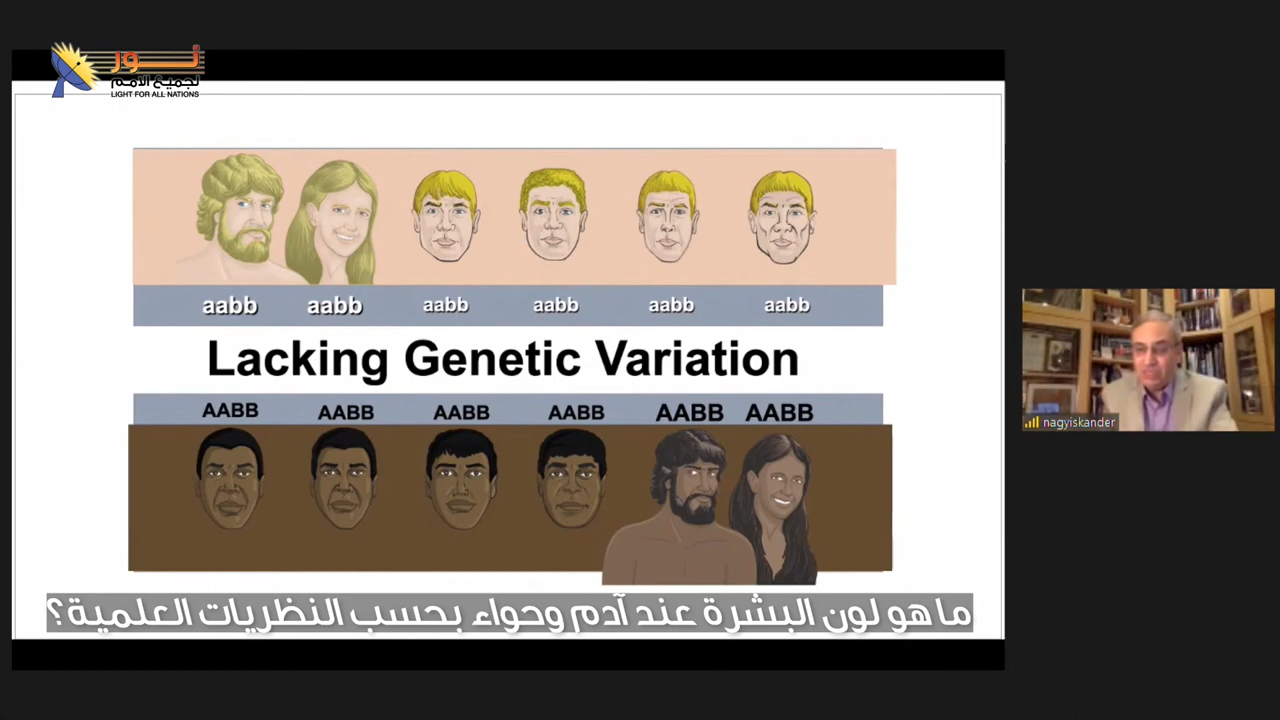 نور
لجميع الأمم
LIGHT FOR ALL NATIONS
aabb aabb aabb aabb aabb aabb
Lacking Genetic Variation
AABB AABB AABB AABB AABB AABB
nagyiskander
ما هو لون البشرة عند آدم وحواء بحسب النظريات العلمية؟